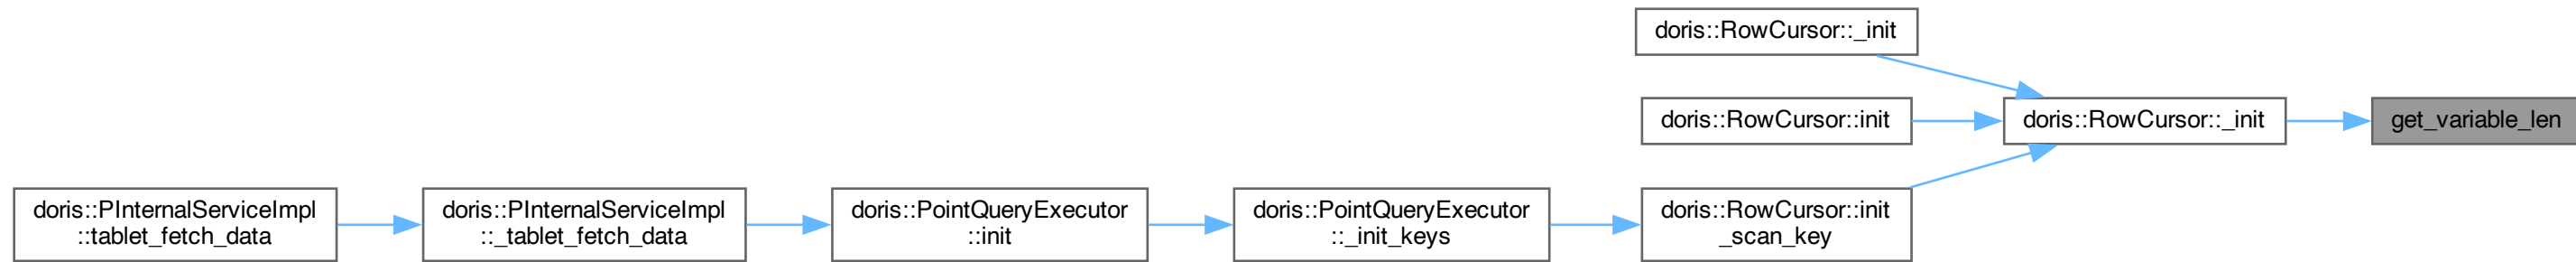 doris::RowCursor::_init
doris::RowCursor::init
doris::RowCursor::_init
get_variable_len
doris::PInternalServiceImpl
::tablet_fetch_data
doris::PInternalServiceImpl
::_tablet_fetch_data
doris::PointQueryExecutor
::init
doris::PointQueryExecutor
::_init_keys
doris::RowCursor::init
_scan_key